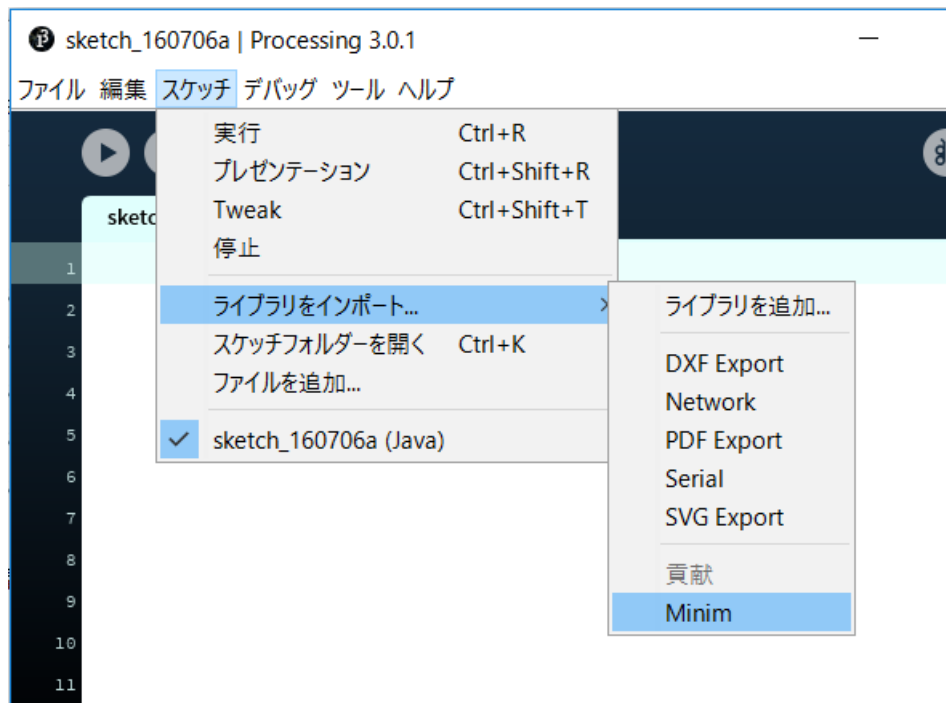 sketch_160706a | Processing 3.0.1
ファイル 編集 スケッチ デバッグ ツール ヘルプ
実行 Ctrl+R
プレゼンテーション Ctrl+Shift+R
Tweak Ctrl+Shift+T
停止
ライブラリをインポート...
スケッチフォルダーを開く Ctrl+K
ファイルを追加...
sketch_160706a (Java)
ライブラリを追加...
DXF Export
Network
PDF Export
Serial
SVG Export
貢献
Minim
sketc
1
2
3
4
5
6
7
8
9
10
11